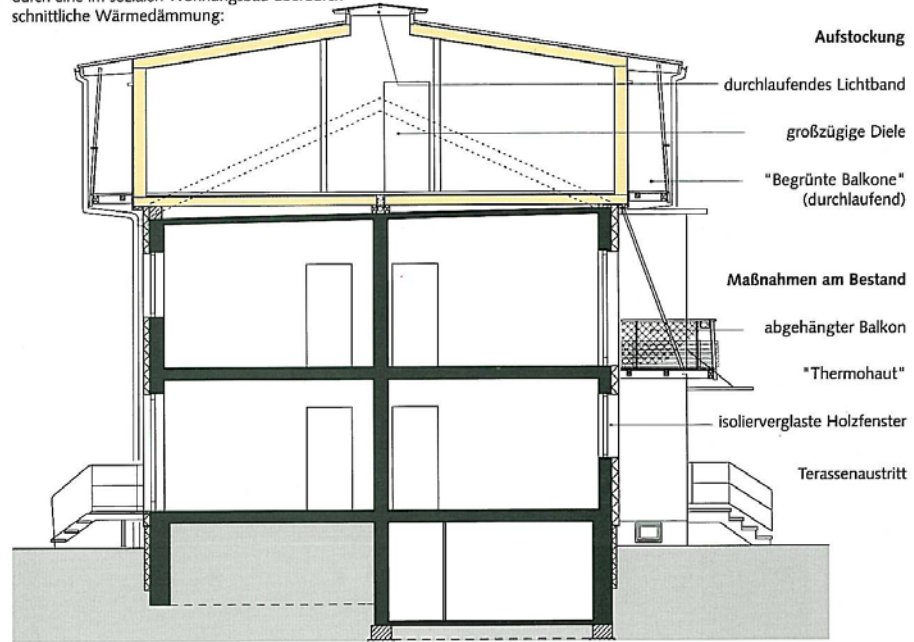 schnittliche Wärmedämmung:
Aufstockung
durchlaufendes Lichtband
großzügige Diele
"Begrünte Balkone"
(durchlaufend)
Maßnahmen am Bestand
abgehängter Balkon
"Thermohaut"
isolierverglaste Holzfenster
Terassenaustritt